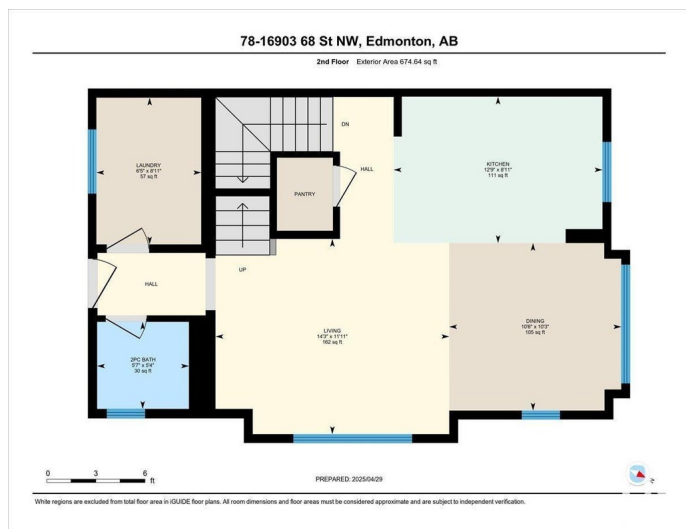 78-16903 68 St NW, Edmonton, AB
2nd Floor Exterior Area 674.64 sq ft
DN
LAUNDRY
6'5" x 8'11"
57 sq ft
KITCHEN
12'9" x 8'11"
111 sq ft
HALL
PANTRY
UP
HALL
LIVING
14'3" x 11'11"
162 sq ft
DINING
10'6" x 10'3"
105 sq ft
2PC BATH
5'7" x 5'4"
30 sq ft
0 3 6
ft
PREPARED: 2025/04/29
White regions are excluded from total floor area in iGUIDE floor plans. All room dimensions and floor areas must be considered approximate and are subject to independent verification.